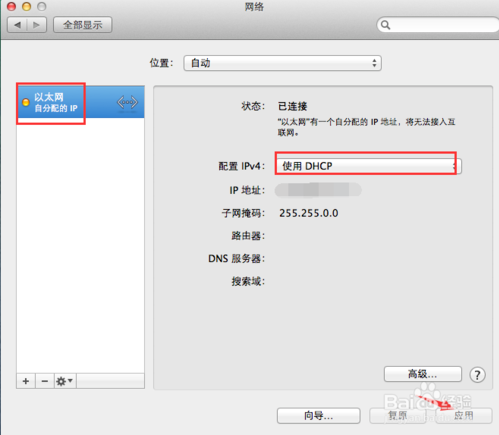 网络
全部显示
位置： 自动
以太网
自分配的 IP
状态： 已连接
“以太网”有一个自分配的 IP 地址，将无法接入互
联网。
配置 IPv4： 使用 DHCP
IP 地址：
子网掩码： 255.255.0.0
路由器：
DNS 服务器：
搜索域：
高级... ?
Baidu 经验
向导... 复原 应用